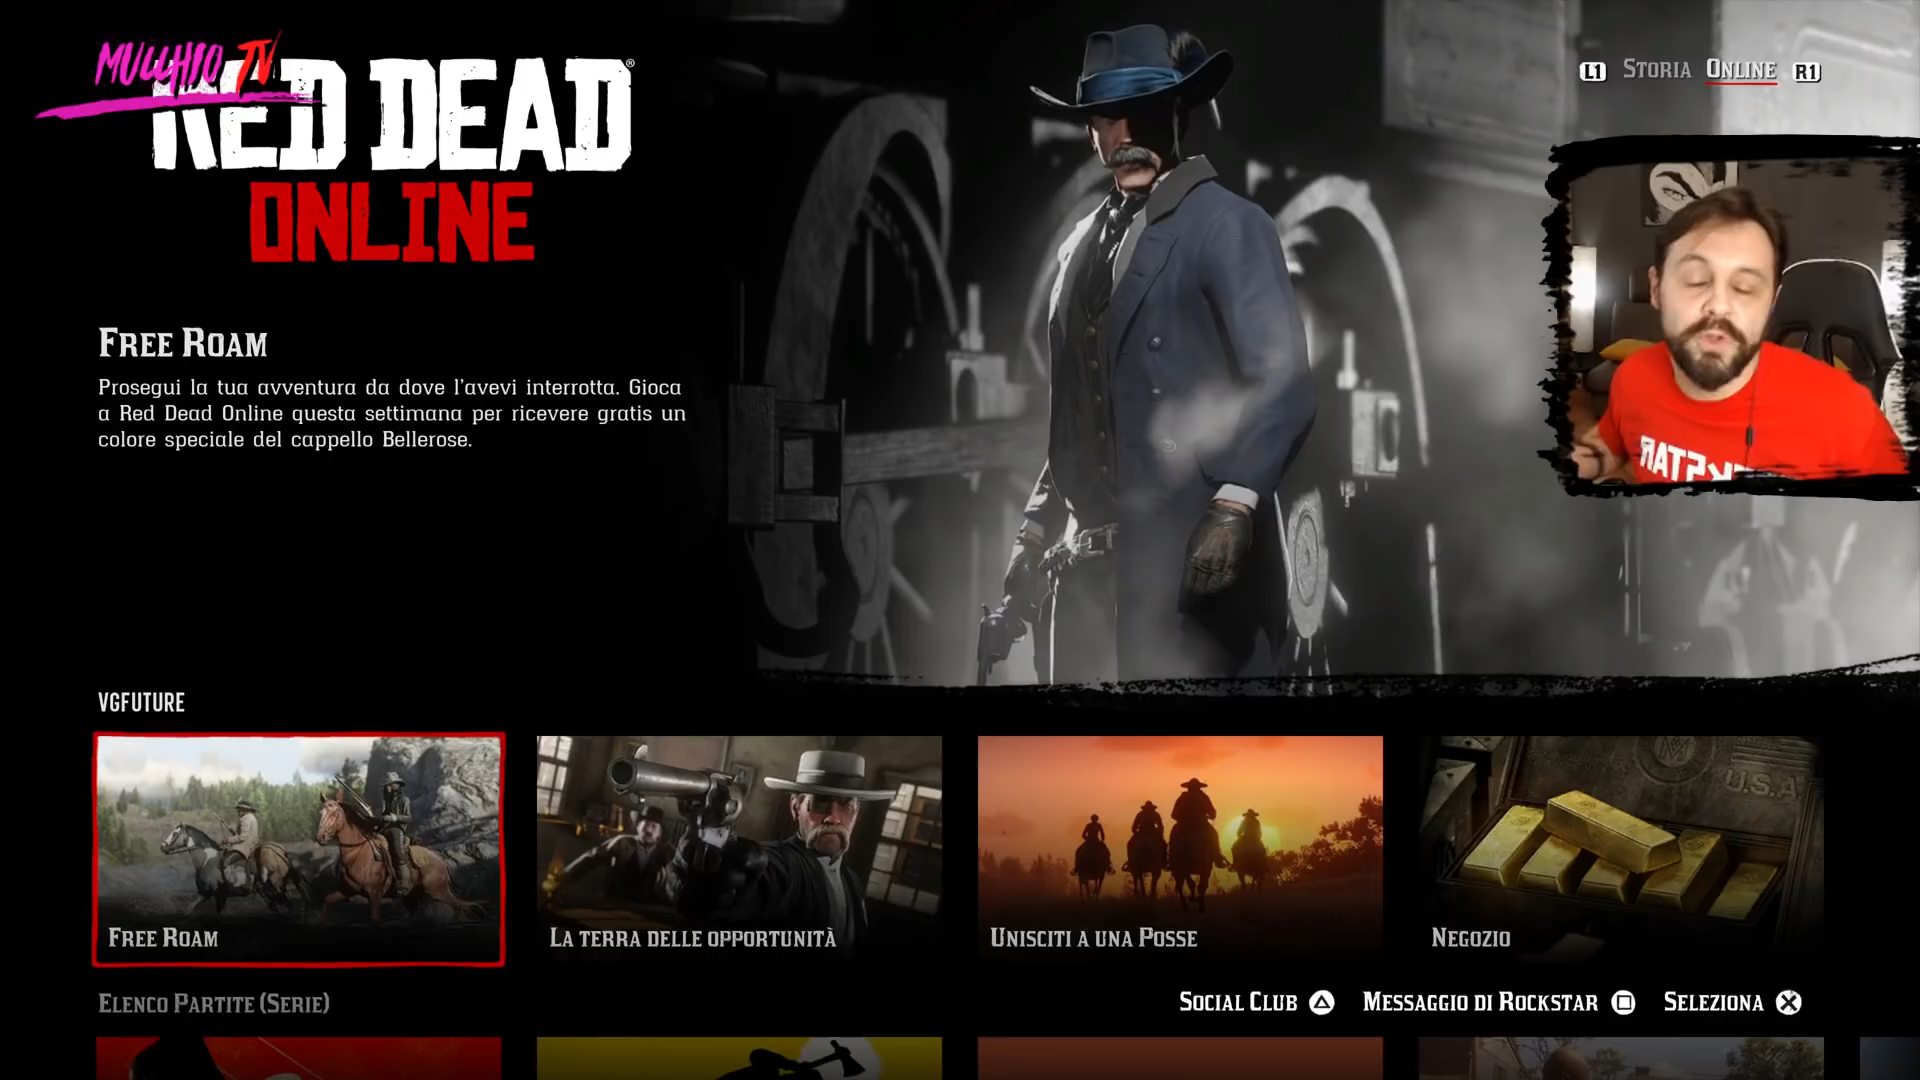 MUCCHIO TV
RED DEAD®
ONLINE
L1 STORIA ONLINE R1
FREE ROAM
Prosegui la tua avventura da dove l'avevi interrotta. Gioca
a Red Dead Online questa settimana per ricevere gratis un
colore speciale del cappello Bellerose.
VGFUTURE
U.S.A
FREE ROAM
LA TERRA DELLE OPPORTUNITÀ
UNISCITI A UNA POSSE
NEGOZIO
ELENCO PARTITE (SERIE)
SOCIAL CLUB
MESSAGGIO DI ROCKSTAR
SELEZIONA